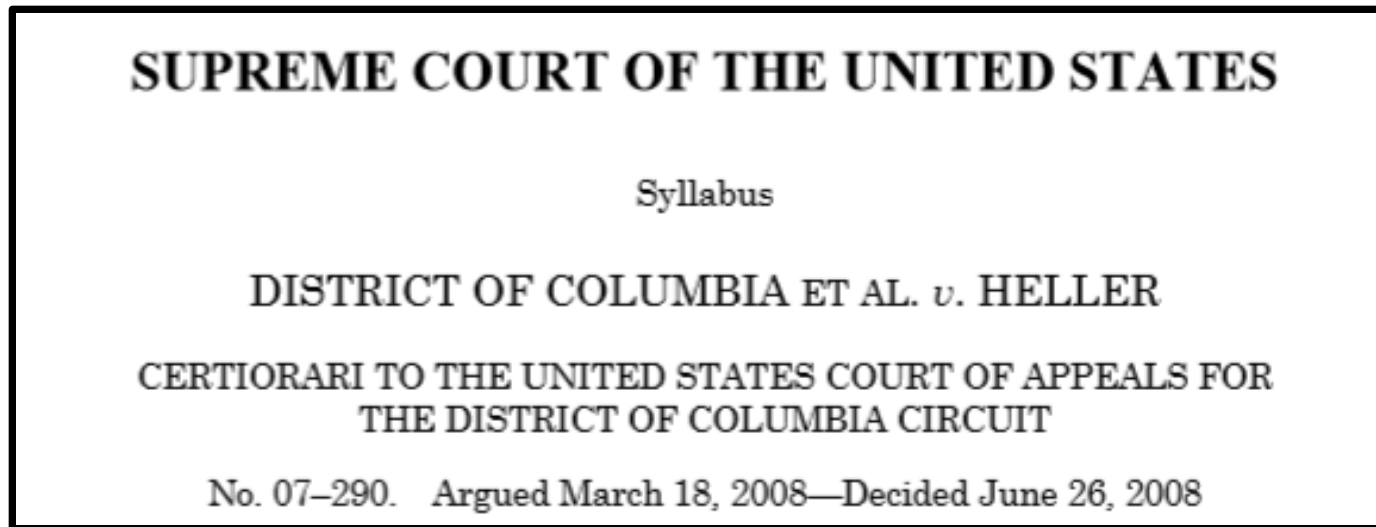 SUPREME COURT OF THE UNITED STATES
Syllabus
DISTRICT OF COLUMBIA ET AL. v. HELLER
CERTIORARI TO THE UNITED STATES COURT OF APPEALS FOR
THE DISTRICT OF COLUMBIA CIRCUIT
No. 07–290. Argued March 18, 2008—Decided June 26, 2008